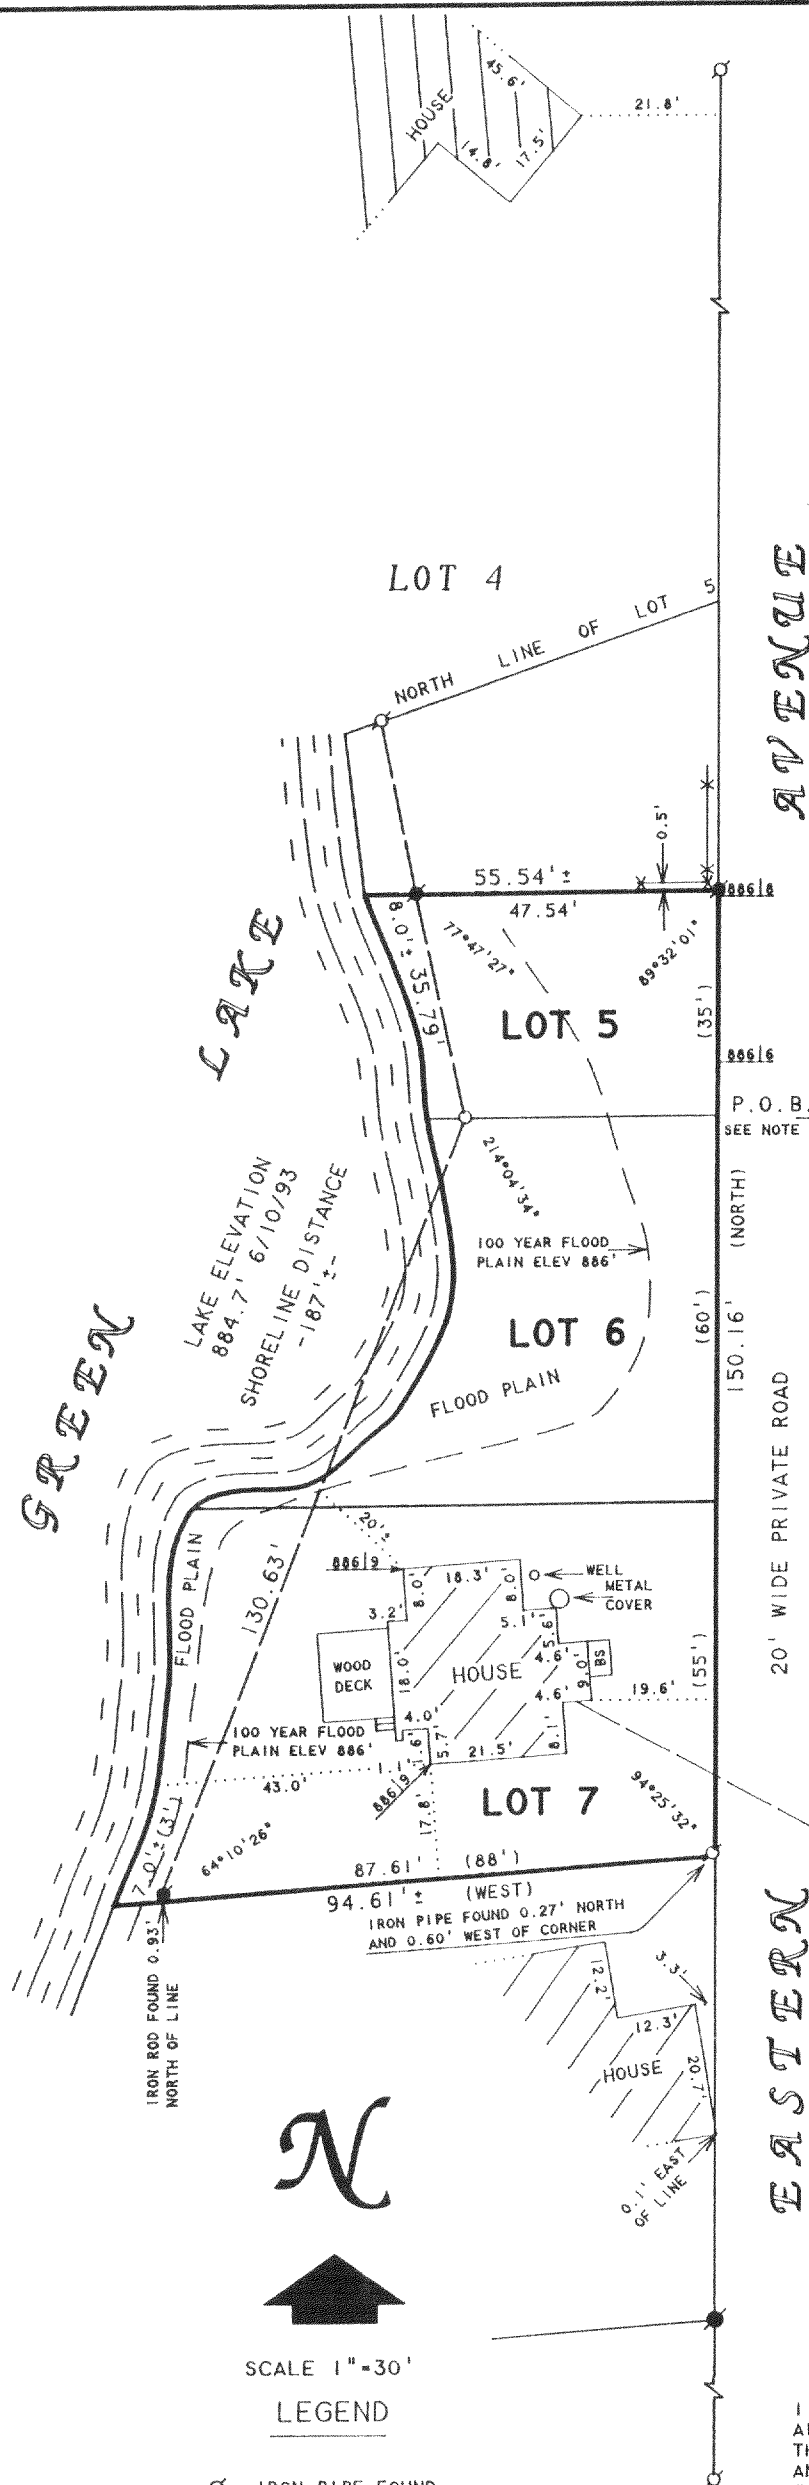 45.6'
HOUSE
14.8'
17.5'
21.8'
LOT 4
NORTH LINE OF LOT 5
AVENUE
0.5'
55.54'±
47.54'
886|8
8.0'±
35.79'
77°47'27"
89°32'01"
LAKE
LOT 5
(35')
886|6
P.O.B.
SEE NOTE
214°04'34"
(NORTH)
LAKE ELEVATION
884.7' 6/10/93
SHORELINE DISTANCE
-187'±-
100 YEAR FLOOD
PLAIN ELEV 886'
(60')
150.16'
LOT 6
GREEN
FLOOD PLAIN
20' WIDE PRIVATE ROAD
20'±
FLOOD PLAIN
130.63'
886|9
18.3'
8.0'
8.0'
WELL
METAL
COVER
3.2'
5.1'
5.6'
WOOD
DECK
18.0'
HOUSE
4.6'
9.0'
BS
(55')
4.6'
19.6'
4.0'
100 YEAR FLOOD
PLAIN ELEV 886'
1.6'
5.7'
21.5'
8.1'
43.0'
886|9
17.8'
LOT 7
94°25'32"
7.0'±(3')
64°10'26"
87.61' (88')
94.61'± (WEST)
IRON PIPE FOUND 0.27' NORTH
AND 0.60' WEST OF CORNER
IRON ROD FOUND 0.93'
NORTH OF LINE
12.2'
3.3'
12.3'
HOUSE
20.7'
EASTERN
0.1' EAST
OF LINE
N
SCALE 1"=30'
LEGEND
IRON PIPE FOUND